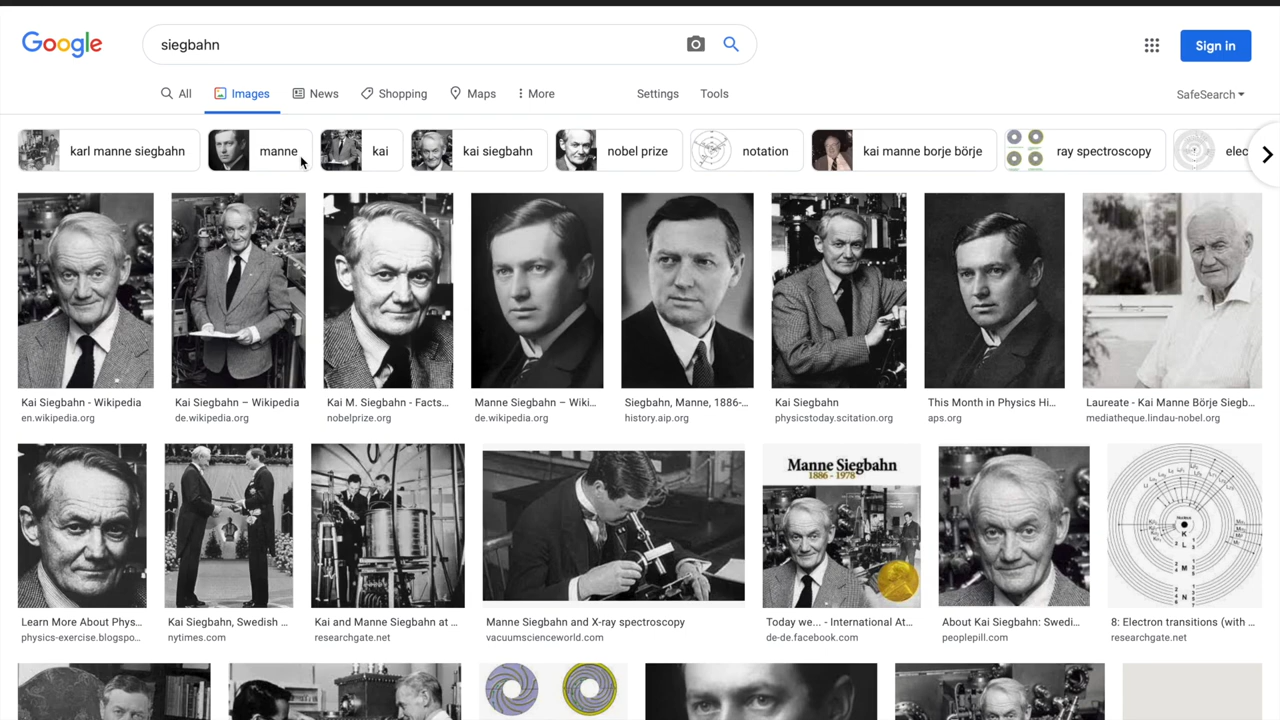 Google
siegbahn
Sign in
All
Images
News
Shopping
Maps
More
Settings
Tools
SafeSearch
karl manne siegbahn
manne
kai
kai siegbahn
nobel prize
notation
kai manne borje börje
ray spectroscopy
elec
Kai Siegbahn - Wikipedia
en.wikipedia.org
Kai Siegbahn – Wikipedia
de.wikipedia.org
Kai M. Siegbahn - Facts...
nobelprize.org
Manne Siegbahn – Wiki...
de.wikipedia.org
Siegbahn, Manne, 1886-...
history.aip.org
Kai Siegbahn
physicstoday.scitation.org
This Month in Physics Hi...
aps.org
Laureate - Kai Manne Börje Siegb...
mediatheque.lindau-nobel.org
Manne Siegbahn
1886 - 1978
K
L
M
N
Learn More About Phys...
physics-exercise.blogspo...
Kai Siegbahn, Swedish ...
nytimes.com
Kai and Manne Siegbahn at ...
researchgate.net
Manne Siegbahn and X-ray spectroscopy
vacuumscienceworld.com
Today we... - International At...
de-de.facebook.com
About Kai Siegbahn: Swedi...
peoplepill.com
8: Electron transitions (with ...
researchgate.net